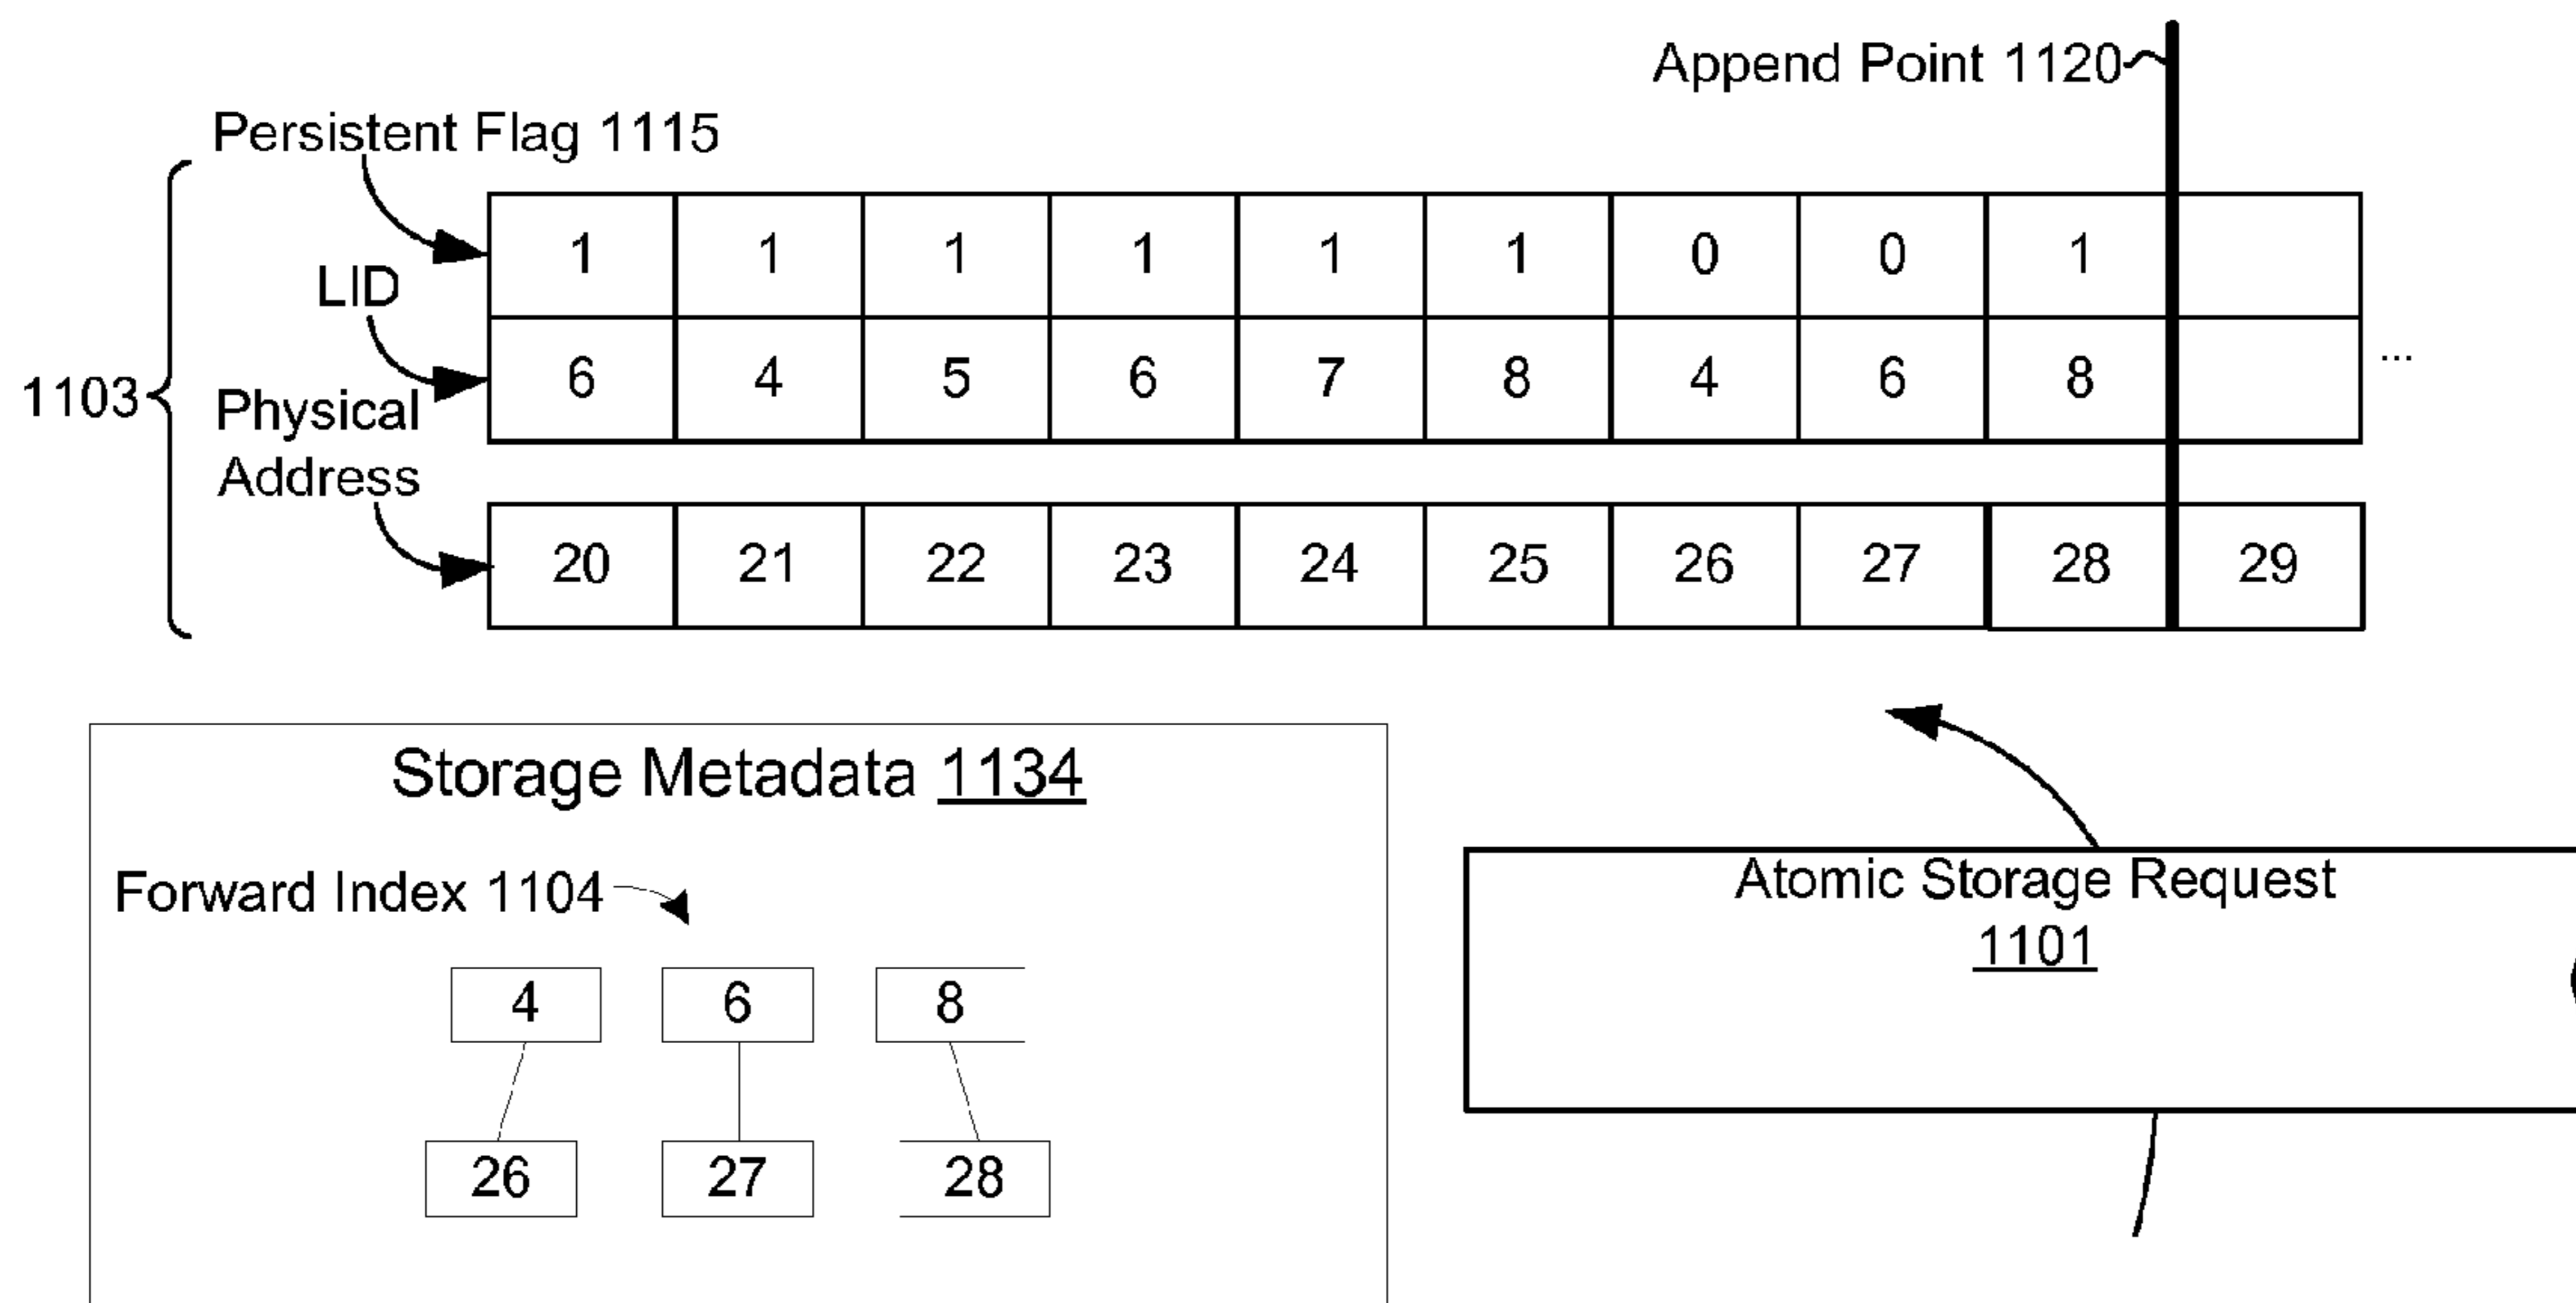 Append Point 1120
Persistent Flag 1115
1 1 1 1 1 1 0 0 1
LID
6 4 5 6 7 8 4 6 8
...
1103
Physical
Address
20 21 22 23 24 25 26 27 28 29
Storage Metadata 1134
Forward Index 1104
4 6 8
26 27 28
Atomic Storage Request
1101